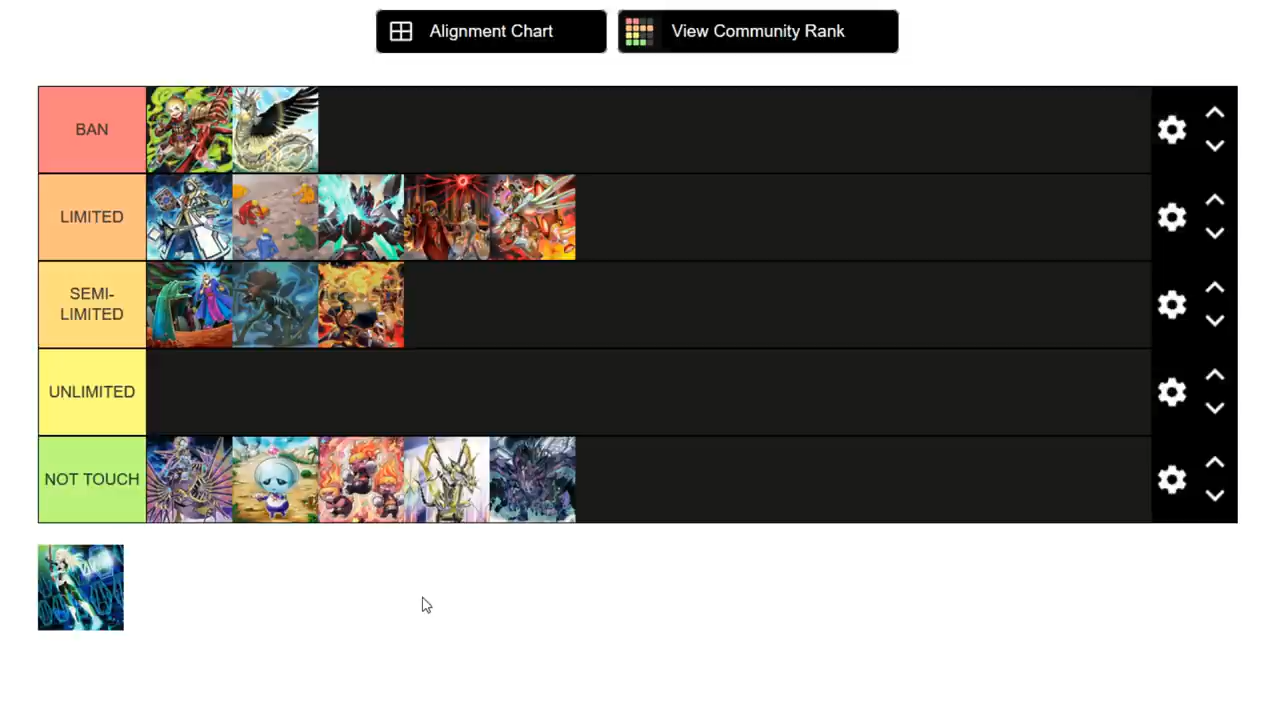 Alignment Chart
View Community Rank
BAN
LIMITED
SEMI-
LIMITED
UNLIMITED
NOT TOUCH